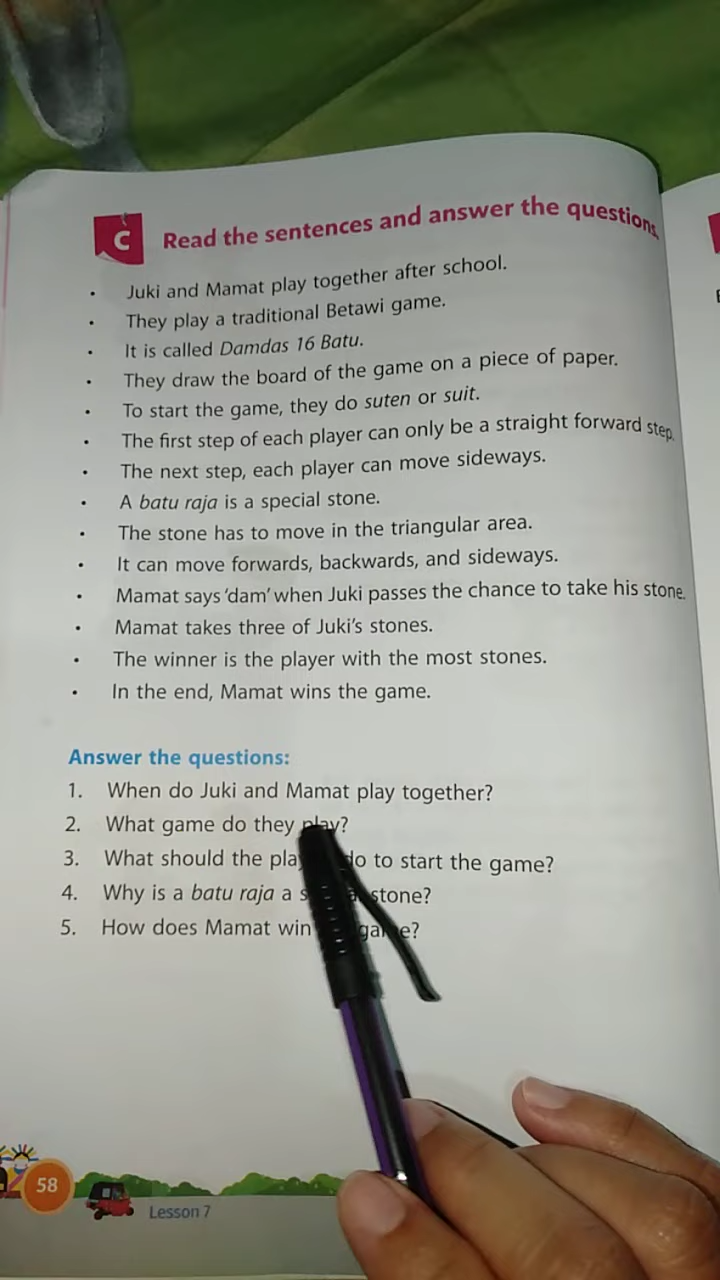 C Read the sentences and answer the questions.
• Juki and Mamat play together after school.
• They play a traditional Betawi game.
• It is called Damdas 16 Batu.
• They draw the board of the game on a piece of paper.
• To start the game, they do suten or suit.
• The first step of each player can only be a straight forward step.
• The next step, each player can move sideways.
• A batu raja is a special stone.
• The stone has to move in the triangular area.
• It can move forwards, backwards, and sideways.
• Mamat says 'dam' when Juki passes the chance to take his stone.
• Mamat takes three of Juki's stones.
• The winner is the player with the most stones.
• In the end, Mamat wins the game.
Answer the questions:
1. When do Juki and Mamat play together?
2. What game do they play?
3. What should the pla do to start the game?
4. Why is a batu raja a s stone?
5. How does Mamat win game?
58
Lesson 7